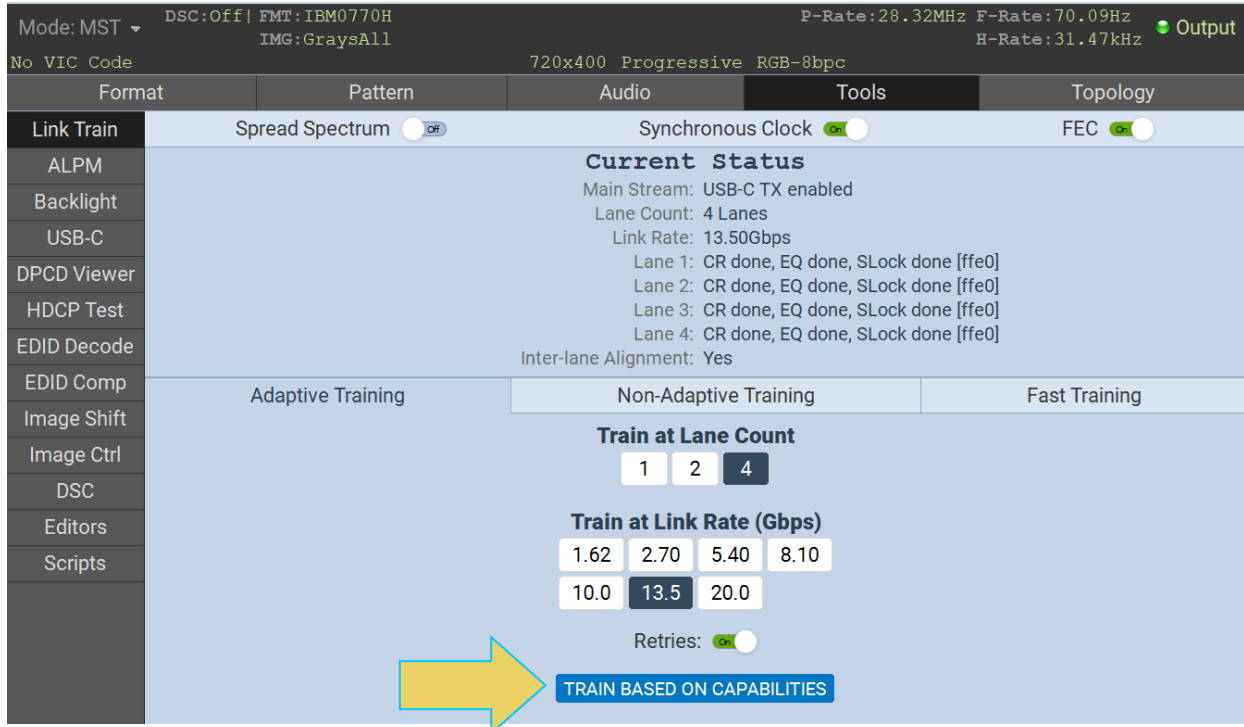 Mode: MST
DSC:Off| FMT:IBM0770H
IMG:GraysAll
P-Rate:28.32MHz F-Rate:70.09Hz
H-Rate:31.47kHz
Output
No VIC Code
720x400 Progressive RGB-8bpc
Format Pattern Audio Tools Topology
Link Train
ALPM
Backlight
USB-C
DPCD Viewer
HDCP Test
EDID Decode
EDID Comp
Image Shift
Image Ctrl
DSC
Editors
Scripts
Spread Spectrum Off Synchronous Clock On FEC On
Current Status
Main Stream: USB-C TX enabled
Lane Count: 4 Lanes
Link Rate: 13.50Gbps
Lane 1: CR done, EQ done, SLock done [ffe0]
Lane 2: CR done, EQ done, SLock done [ffe0]
Lane 3: CR done, EQ done, SLock done [ffe0]
Lane 4: CR done, EQ done, SLock done [ffe0]
Inter-lane Alignment: Yes
Adaptive Training Non-Adaptive Training Fast Training
Train at Lane Count
1 2 4
Train at Link Rate (Gbps)
1.62 2.70 5.40 8.10
10.0 13.5 20.0
Retries: On
TRAIN BASED ON CAPABILITIES